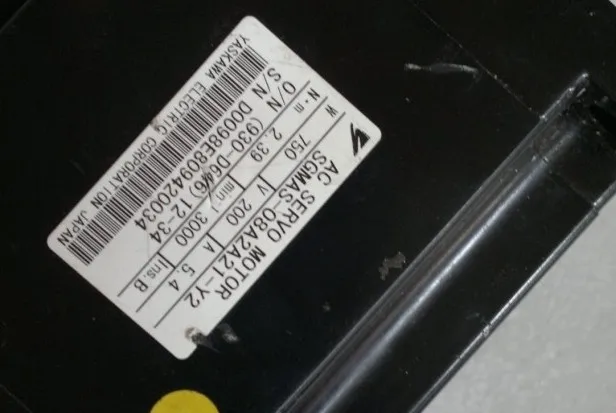 AC SERVO MOTOR
SGMAS-08A2A21-Y2
W 750 V 200 A 5.4
N·m 2.39 min⁻¹ 3000 Ins. B
O/N (930-D646) 12-34
S/N D0098E809420034
YASKAWA ELECTRIC CORPORATION JAPAN